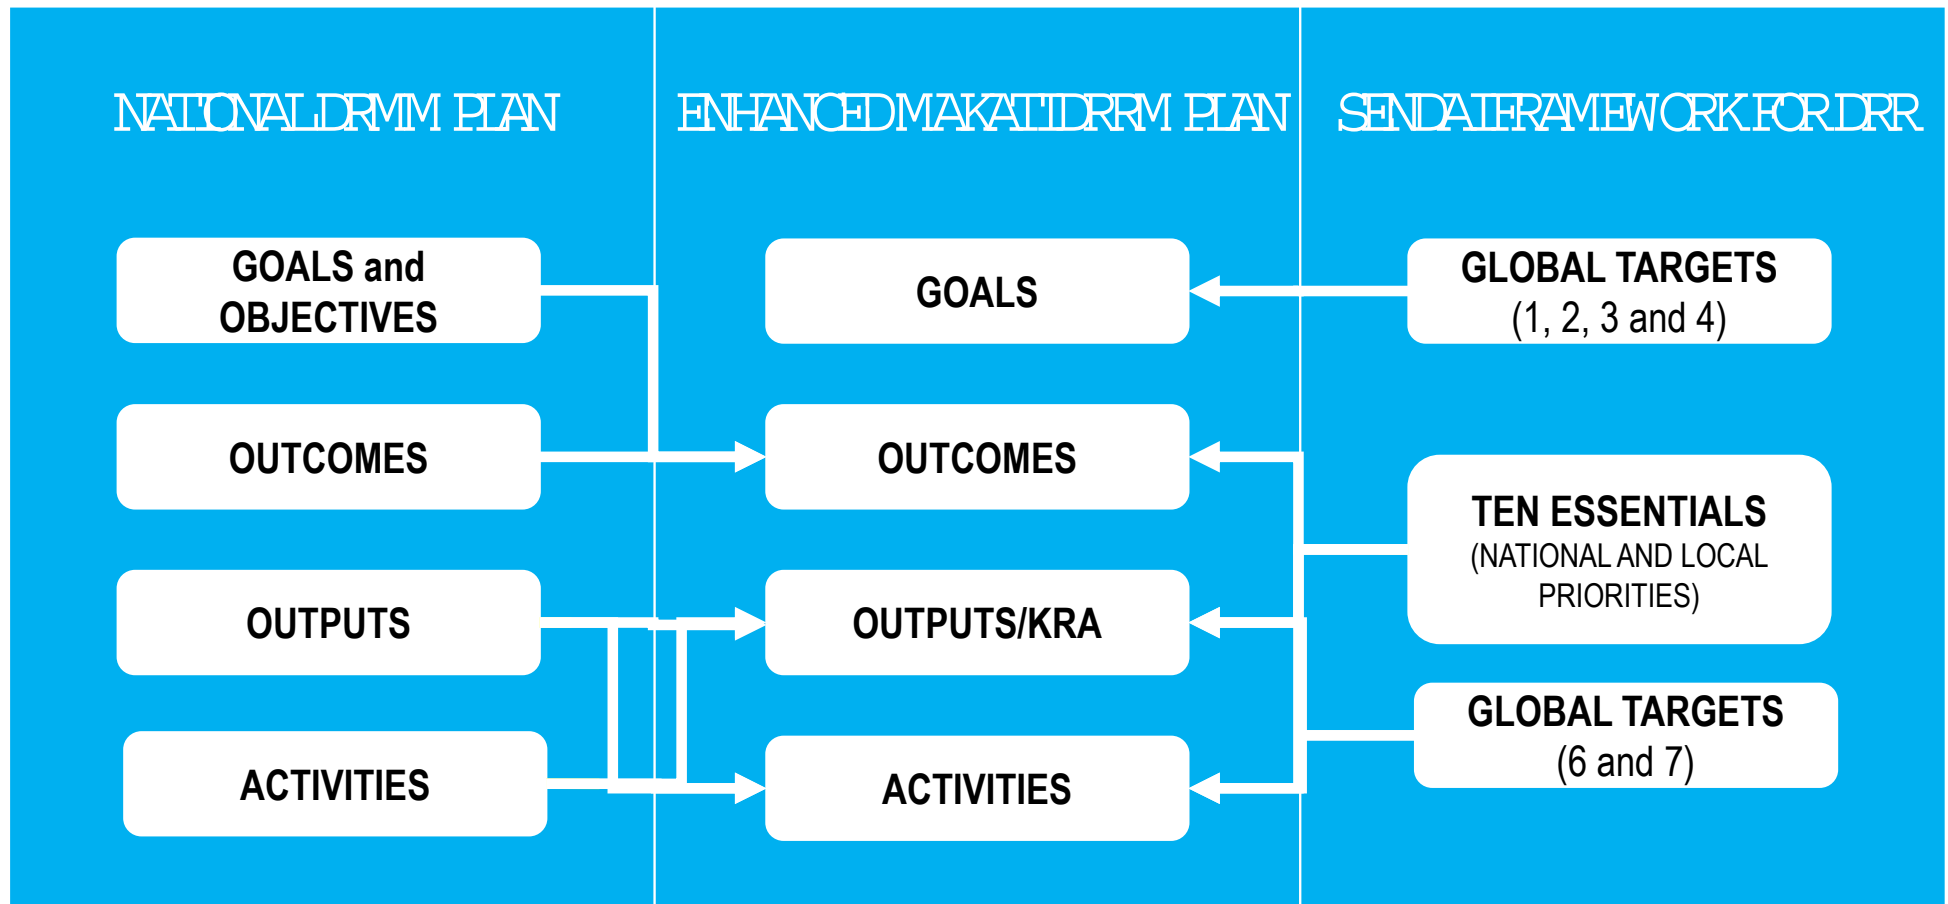 NATIONAL DRMM PLAN
ENHANCED MAKATI DRRM PLAN
SENDAI FRAMEWORK FOR DRR
GOALS and
OBJECTIVES
GOALS
GLOBAL TARGETS
(1, 2, 3 and 4)
OUTCOMES
OUTCOMES
TEN ESSENTIALS
(NATIONAL AND LOCAL
PRIORITIES)
OUTPUTS
OUTPUTS/KRA
GLOBAL TARGETS
(6 and 7)
ACTIVITIES
ACTIVITIES